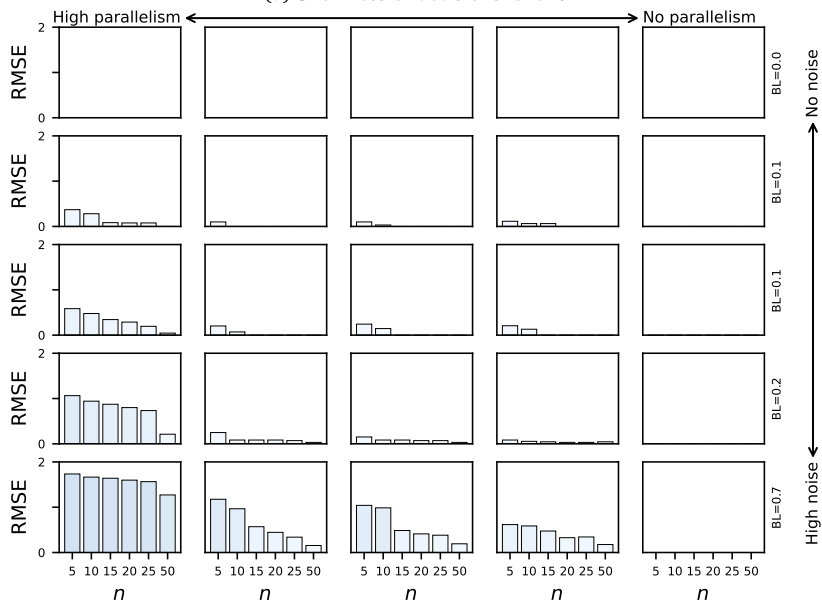 High parallelism No parallelism
RMSE 2 0 BL=0.0 No noise
RMSE 2 0 BL=0.1
RMSE 2 0 BL=0.1
RMSE 2 0 BL=0.2
RMSE 2 0 BL=0.7 High noise
5 10 15 20 25 50 5 10 15 20 25 50 5 10 15 20 25 50 5 10 15 20 25 50 5 10 15 20 25 50
n n n n n